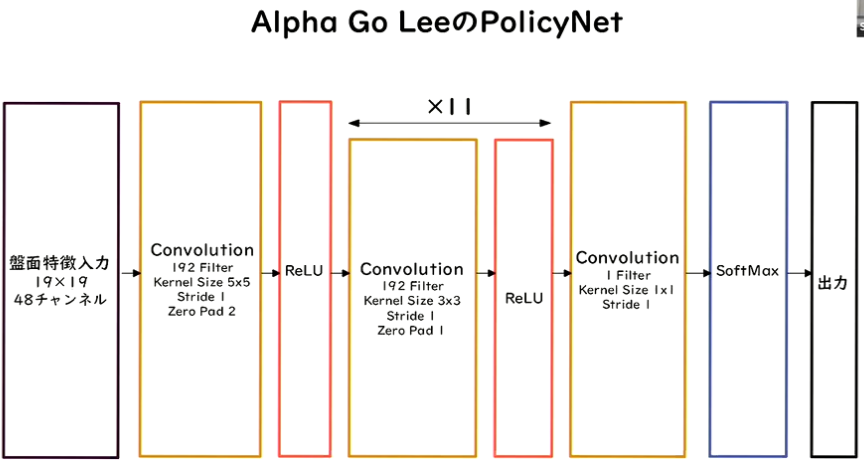 Alpha Go LeeのPolicyNet
×11
盤面特徴入力
19×19
48チャンネル
Convolution
192 Filter
Kernel Size 5x5
Stride 1
Zero Pad 2
ReLU
Convolution
192 Filter
Kernel Size 3x3
Stride 1
Zero Pad 1
ReLU
Convolution
1 Filter
Kernel Size 1x1
Stride 1
SoftMax
出力